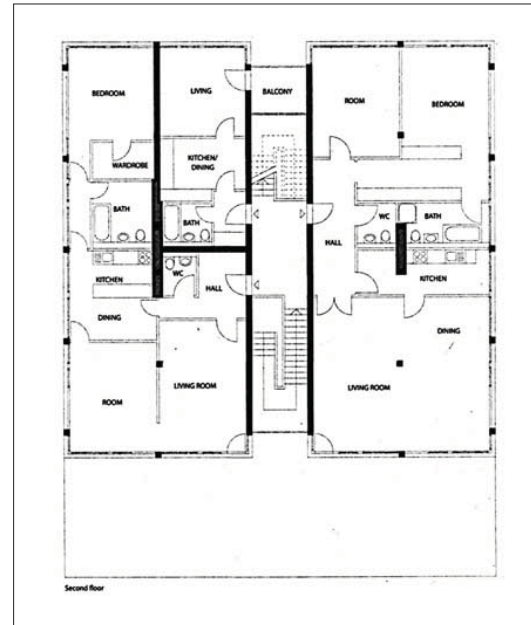 BEDROOM
LIVING
BALCONY
ROOM
BEDROOM
KITCHEN/
DINING
WARDROBE
BATH
BATH
WC
BATH
HALL
KITCHEN
WC
HALL
KITCHEN
DINING
DINING
ROOM
LIVING ROOM
LIVING ROOM
Second floor